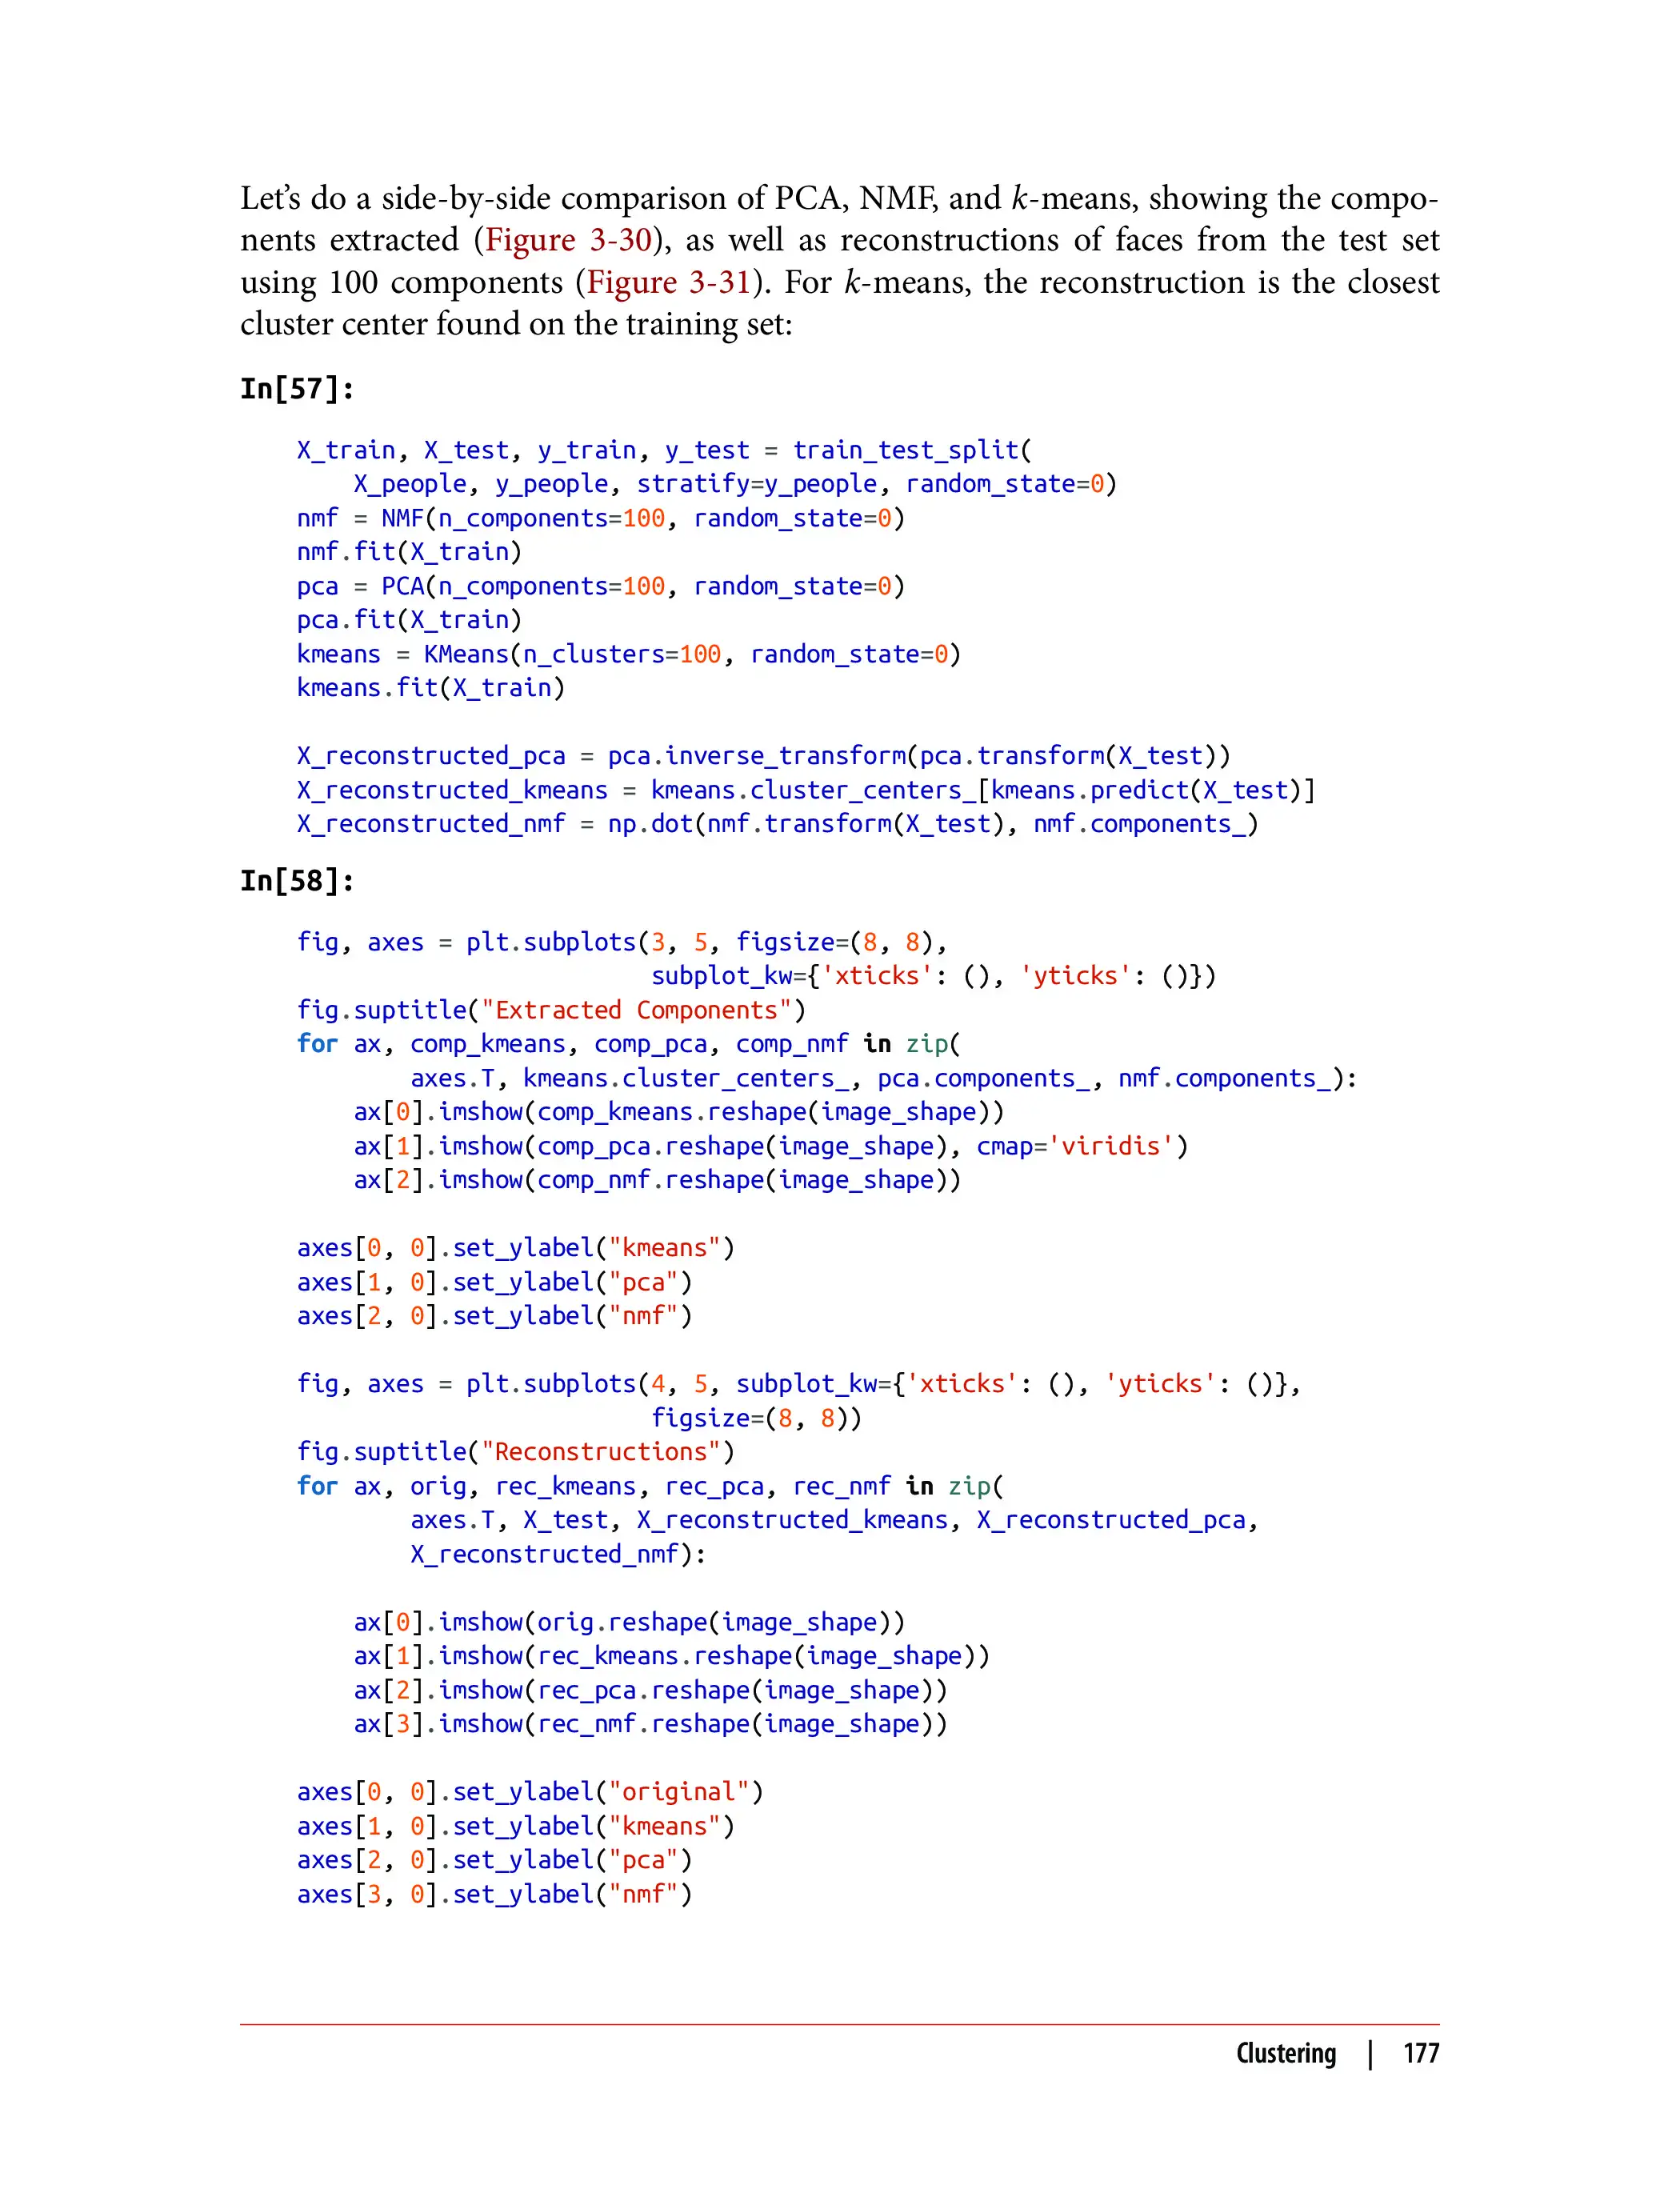 Let’s do a side-by-side comparison of PCA, NMF, and k-means, showing the compo-
nents extracted (Figure 3-30), as well as reconstructions of faces from the test set
using 100 components (Figure 3-31). For k-means, the reconstruction is the closest
cluster center found on the training set:
In[57]:
X_train, X_test, y_train, y_test = train_test_split(
    X_people, y_people, stratify=y_people, random_state=0)
nmf = NMF(n_components=100, random_state=0)
nmf.fit(X_train)
pca = PCA(n_components=100, random_state=0)
pca.fit(X_train)
kmeans = KMeans(n_clusters=100, random_state=0)
kmeans.fit(X_train)

X_reconstructed_pca = pca.inverse_transform(pca.transform(X_test))
X_reconstructed_kmeans = kmeans.cluster_centers_[kmeans.predict(X_test)]
X_reconstructed_nmf = np.dot(nmf.transform(X_test), nmf.components_)
In[58]:
fig, axes = plt.subplots(3, 5, figsize=(8, 8),
                         subplot_kw={'xticks': (), 'yticks': ()})
fig.suptitle("Extracted Components")
for ax, comp_kmeans, comp_pca, comp_nmf in zip(
        axes.T, kmeans.cluster_centers_, pca.components_, nmf.components_):
    ax[0].imshow(comp_kmeans.reshape(image_shape))
    ax[1].imshow(comp_pca.reshape(image_shape), cmap='viridis')
    ax[2].imshow(comp_nmf.reshape(image_shape))

axes[0, 0].set_ylabel("kmeans")
axes[1, 0].set_ylabel("pca")
axes[2, 0].set_ylabel("nmf")

fig, axes = plt.subplots(4, 5, subplot_kw={'xticks': (), 'yticks': ()},
                         figsize=(8, 8))
fig.suptitle("Reconstructions")
for ax, orig, rec_kmeans, rec_pca, rec_nmf in zip(
        axes.T, X_test, X_reconstructed_kmeans, X_reconstructed_pca,
        X_reconstructed_nmf):

    ax[0].imshow(orig.reshape(image_shape))
    ax[1].imshow(rec_kmeans.reshape(image_shape))
    ax[2].imshow(rec_pca.reshape(image_shape))
    ax[3].imshow(rec_nmf.reshape(image_shape))

axes[0, 0].set_ylabel("original")
axes[1, 0].set_ylabel("kmeans")
axes[2, 0].set_ylabel("pca")
axes[3, 0].set_ylabel("nmf")
Clustering | 177